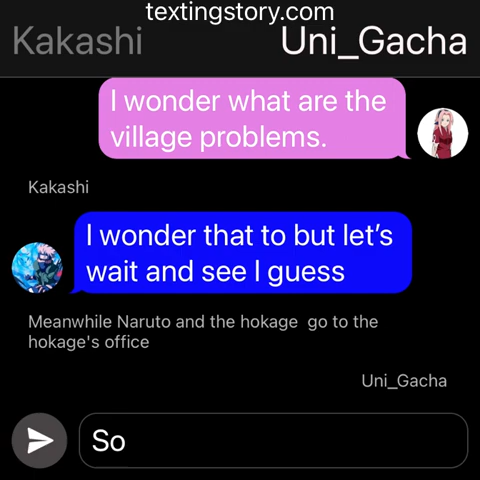 textingstory.com
Kakashi Uni_Gacha
I wonder what are the
village problems.
Kakashi
I wonder that to but let’s
wait and see I guess
Meanwhile Naruto and the hokage go to the
hokage's office
Uni_Gacha
So